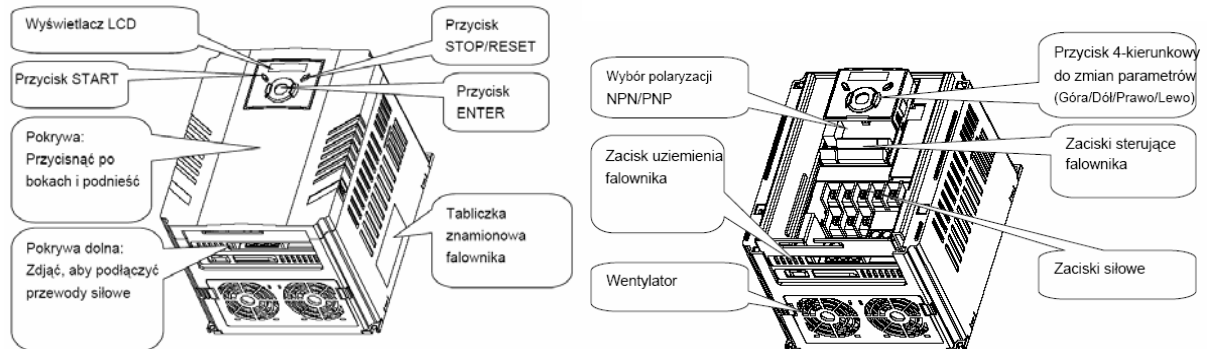 Wyświetlacz LCD
Przycisk
STOP/RESET
Przycisk START
Przycisk
ENTER
Pokrywa:
Przycisnąć po
bokach i podnieść
Tabliczka
znamionowa
falownika
Pokrywa dolna:
Zdjąć, aby podłączyć
przewody siłowe
Przycisk 4-kierunkowy
do zmian parametrów
(Góra/Dół/Prawo/Lewo)
Wybór polaryzacji
NPN/PNP
Zacisk uziemienia
falownika
Zaciski sterujące
falownika
Zaciski siłowe
Wentylator